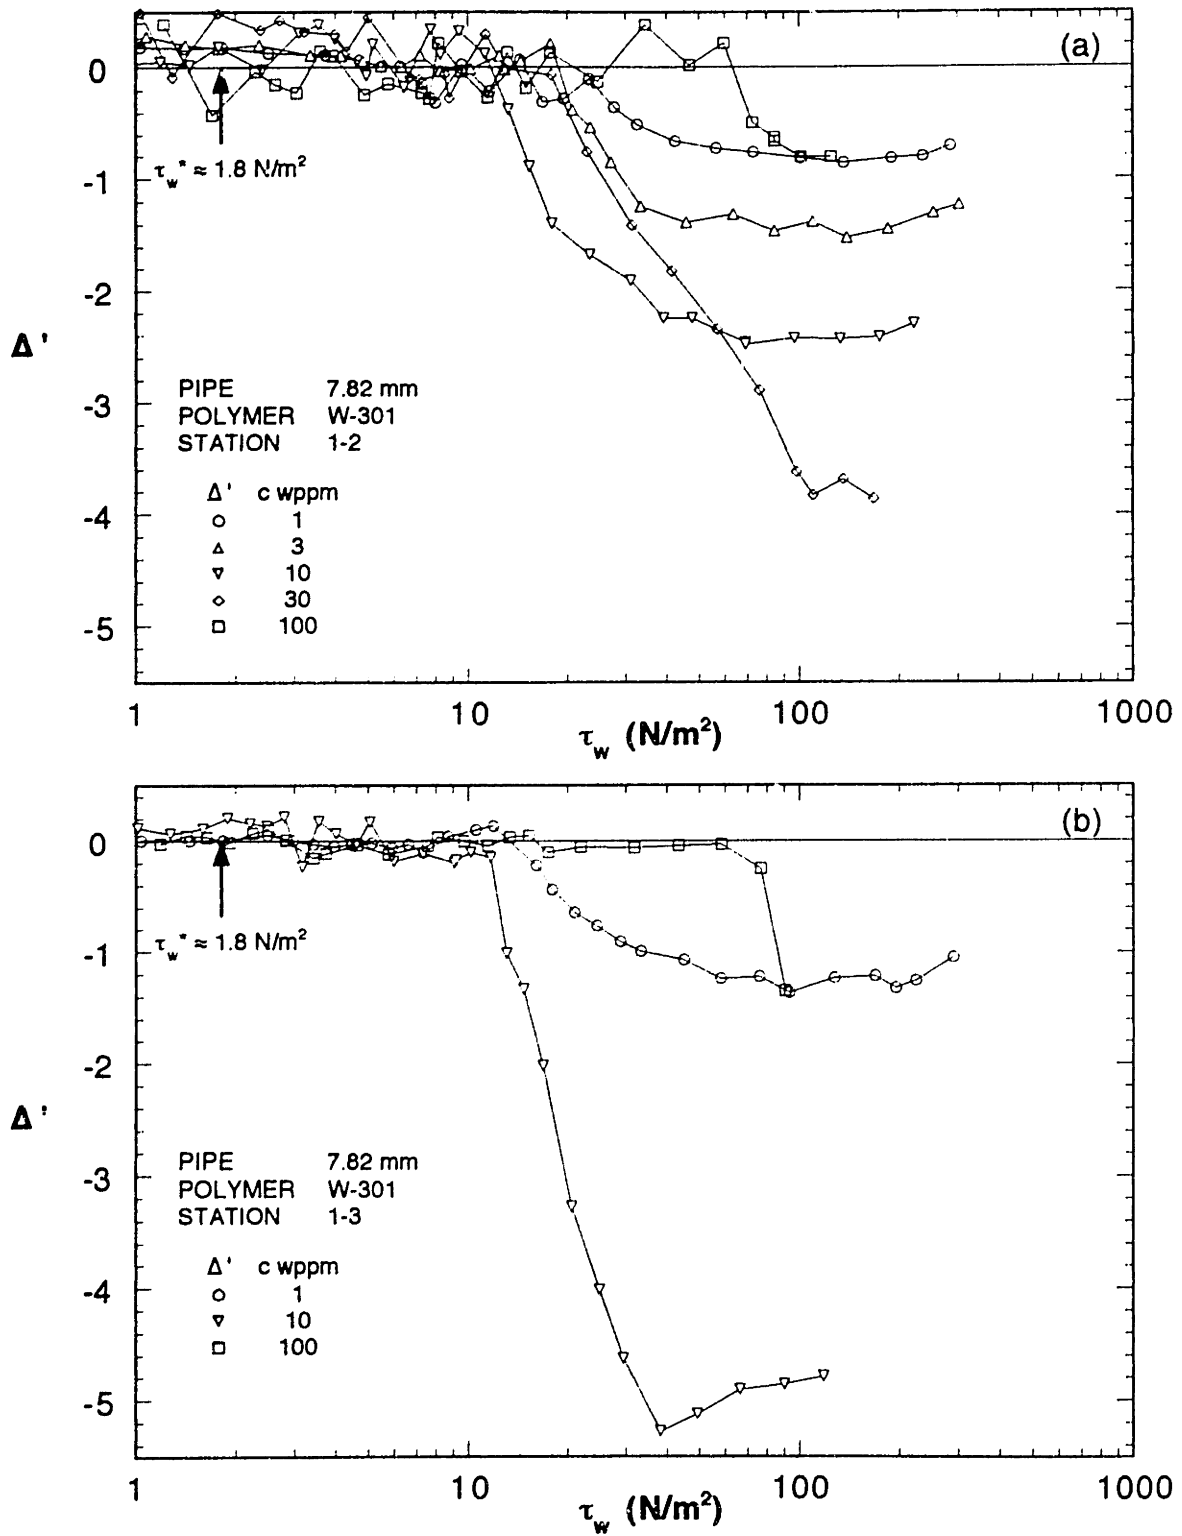 (a)
0
-1
-2
-3
-4
-5
Δ'
τw* ≈ 1.8 N/m²
PIPE 7.82 mm
POLYMER W-301
STATION 1-2
Δ' c wppm
1
3
10
30
100
1 10 100 1000
τw (N/m²)
(b)
0
-1
-2
-3
-4
-5
Δ'
τw* ≈ 1.8 N/m²
PIPE 7.82 mm
POLYMER W-301
STATION 1-3
Δ' c wppm
1
10
100
1 10 100 1000
τw (N/m²)